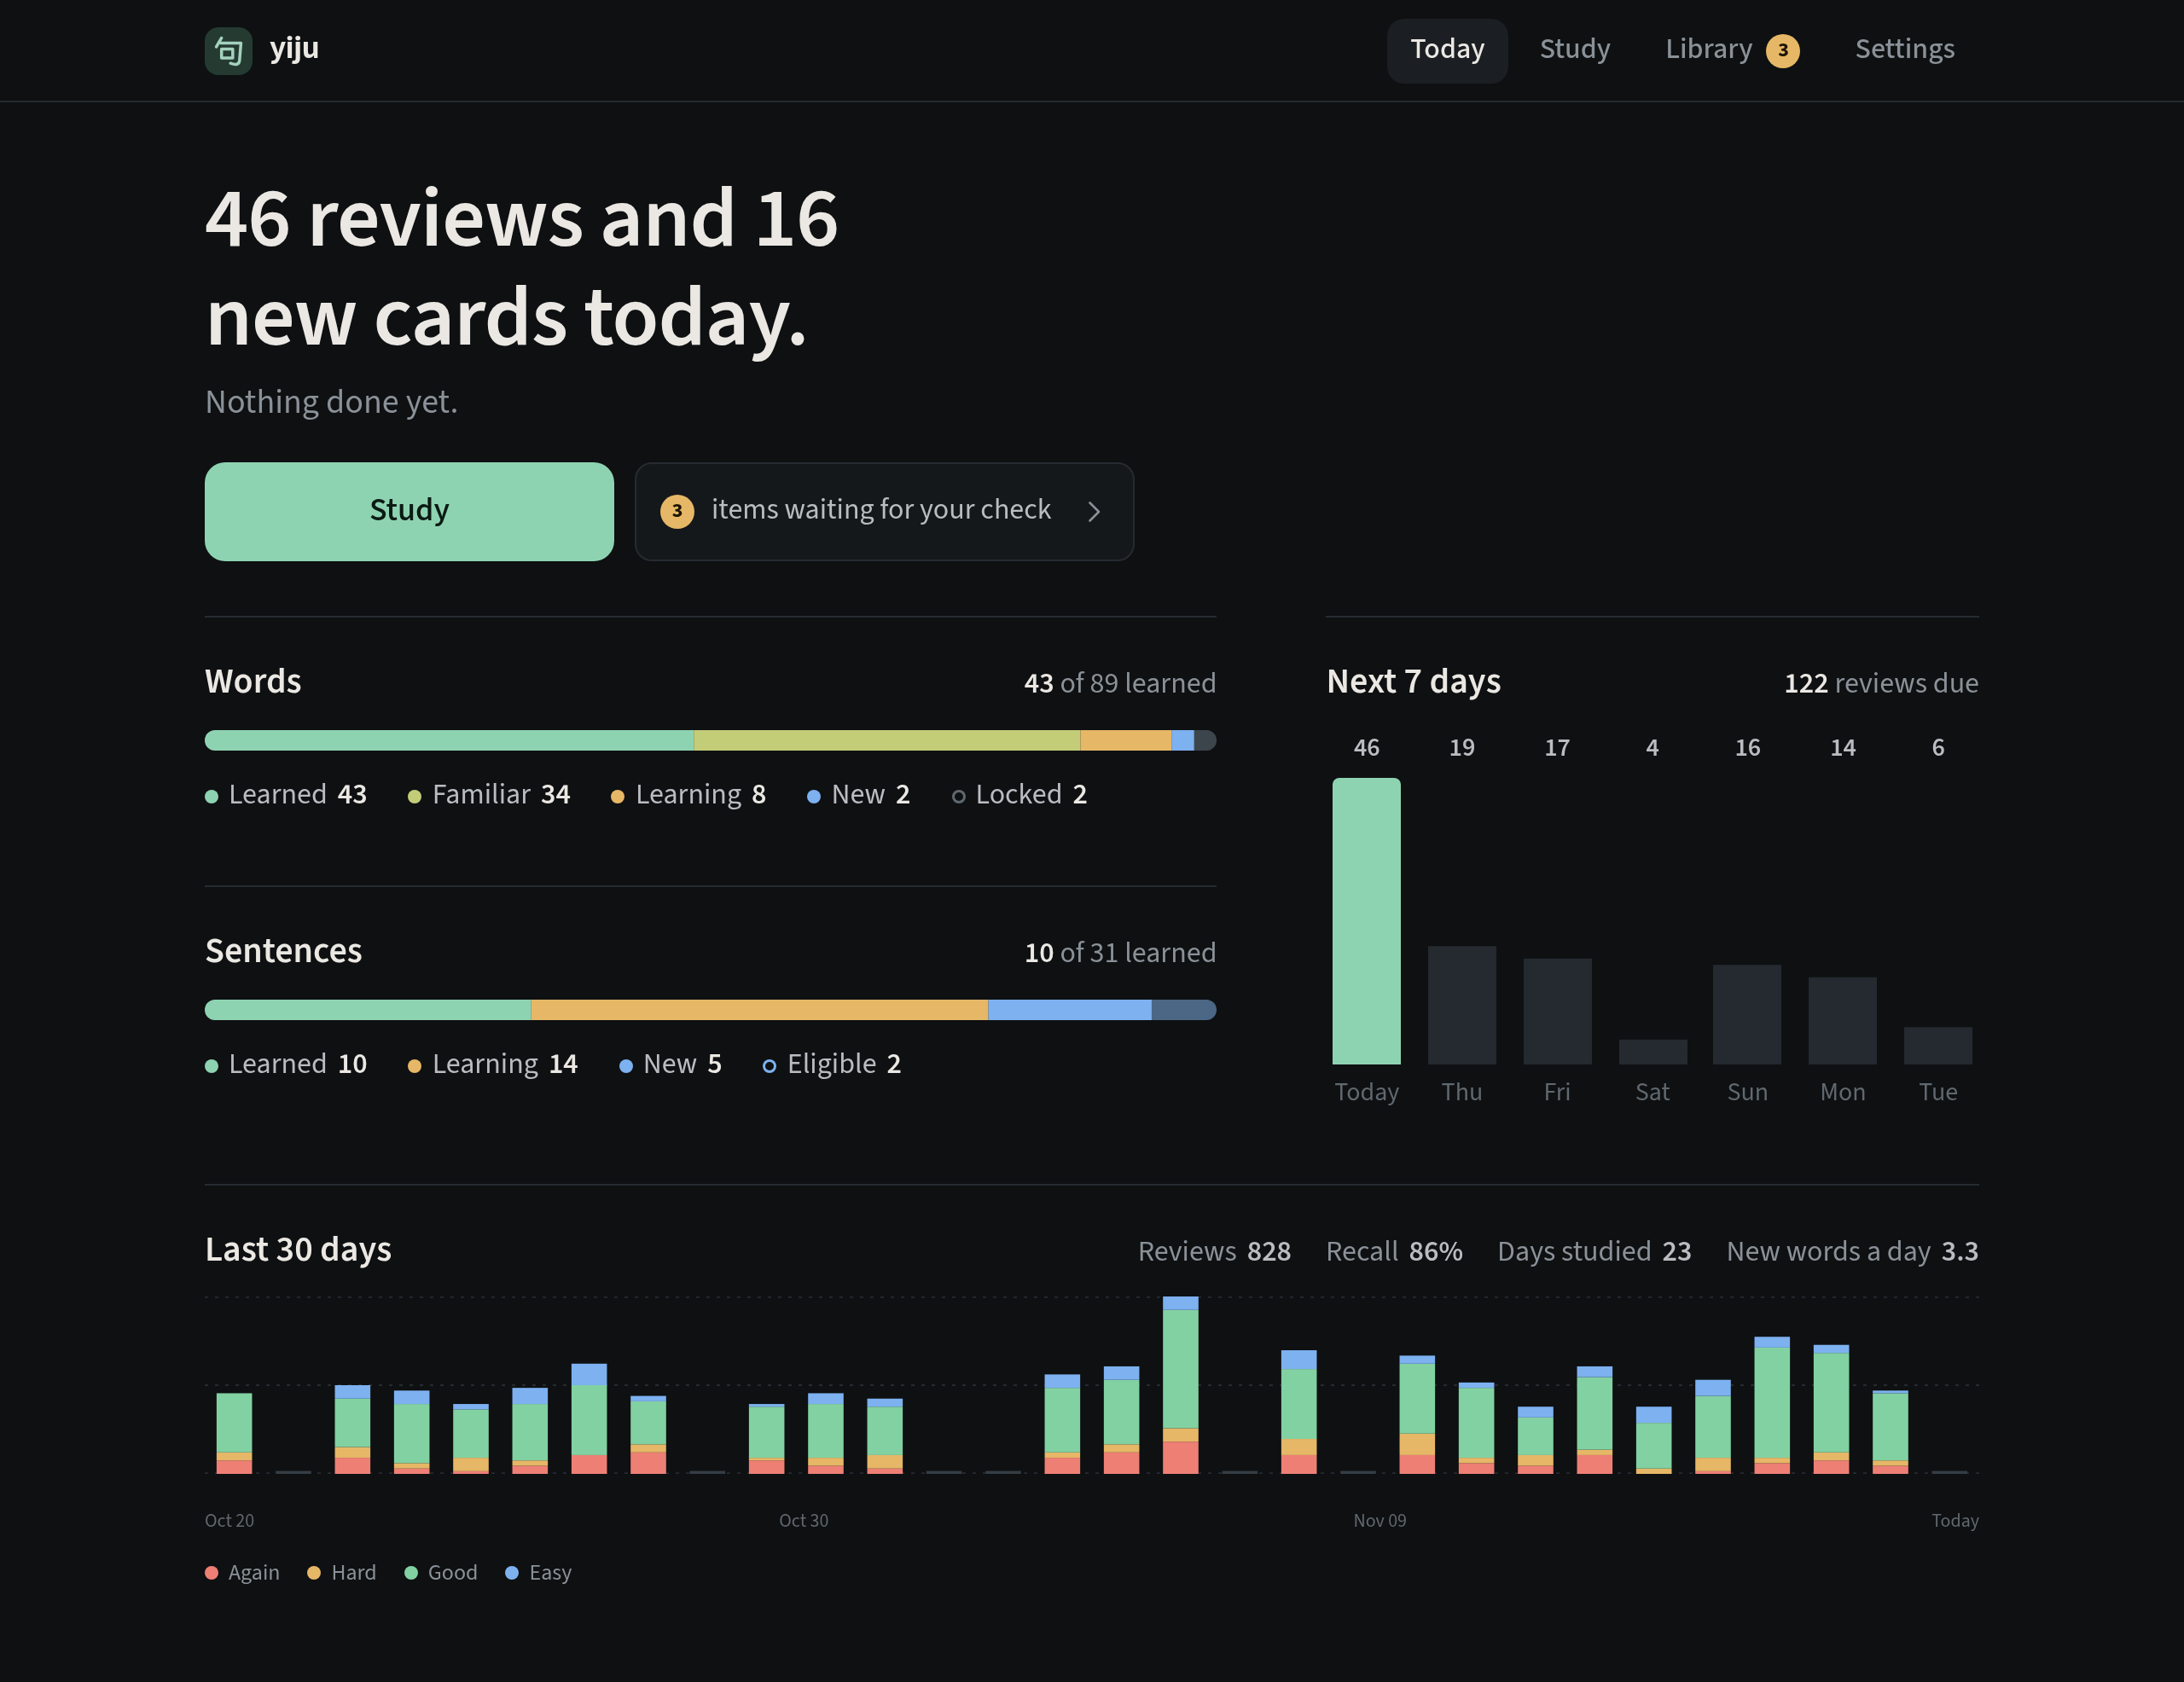 句 yiju
Today Study Library 3 Settings
46 reviews and 16
new cards today.
Nothing done yet.
Study
3 items waiting for your check
Words 43 of 89 learned
Learned 43 Familiar 34 Learning 8 New 2 Locked 2
Sentences 10 of 31 learned
Learned 10 Learning 14 New 5 Eligible 2
Next 7 days 122 reviews due
46 19 17 4 16 14 6
Today Thu Fri Sat Sun Mon Tue
Last 30 days Reviews 828 Recall 86% Days studied 23 New words a day 3.3
Oct 20 Oct 30 Nov 09 Today
Again Hard Good Easy